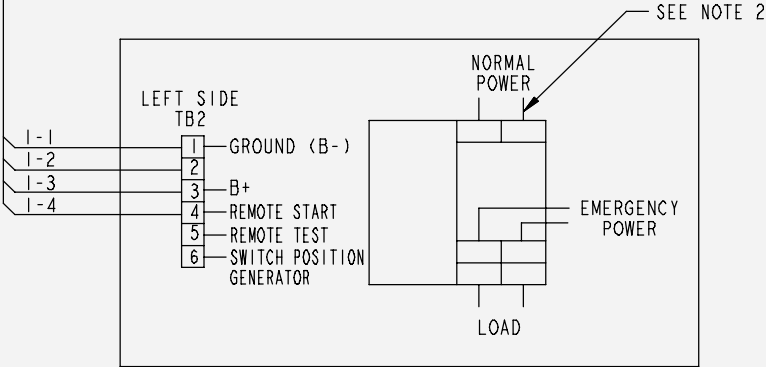 SEE NOTE 2
NORMAL
POWER
LEFT SIDE
TB2
1-1
1-2
1-3
1-4
1 GROUND (B-)
2
3 B+
4 REMOTE START
5 REMOTE TEST
6 SWITCH POSITION
GENERATOR
EMERGENCY
POWER
LOAD